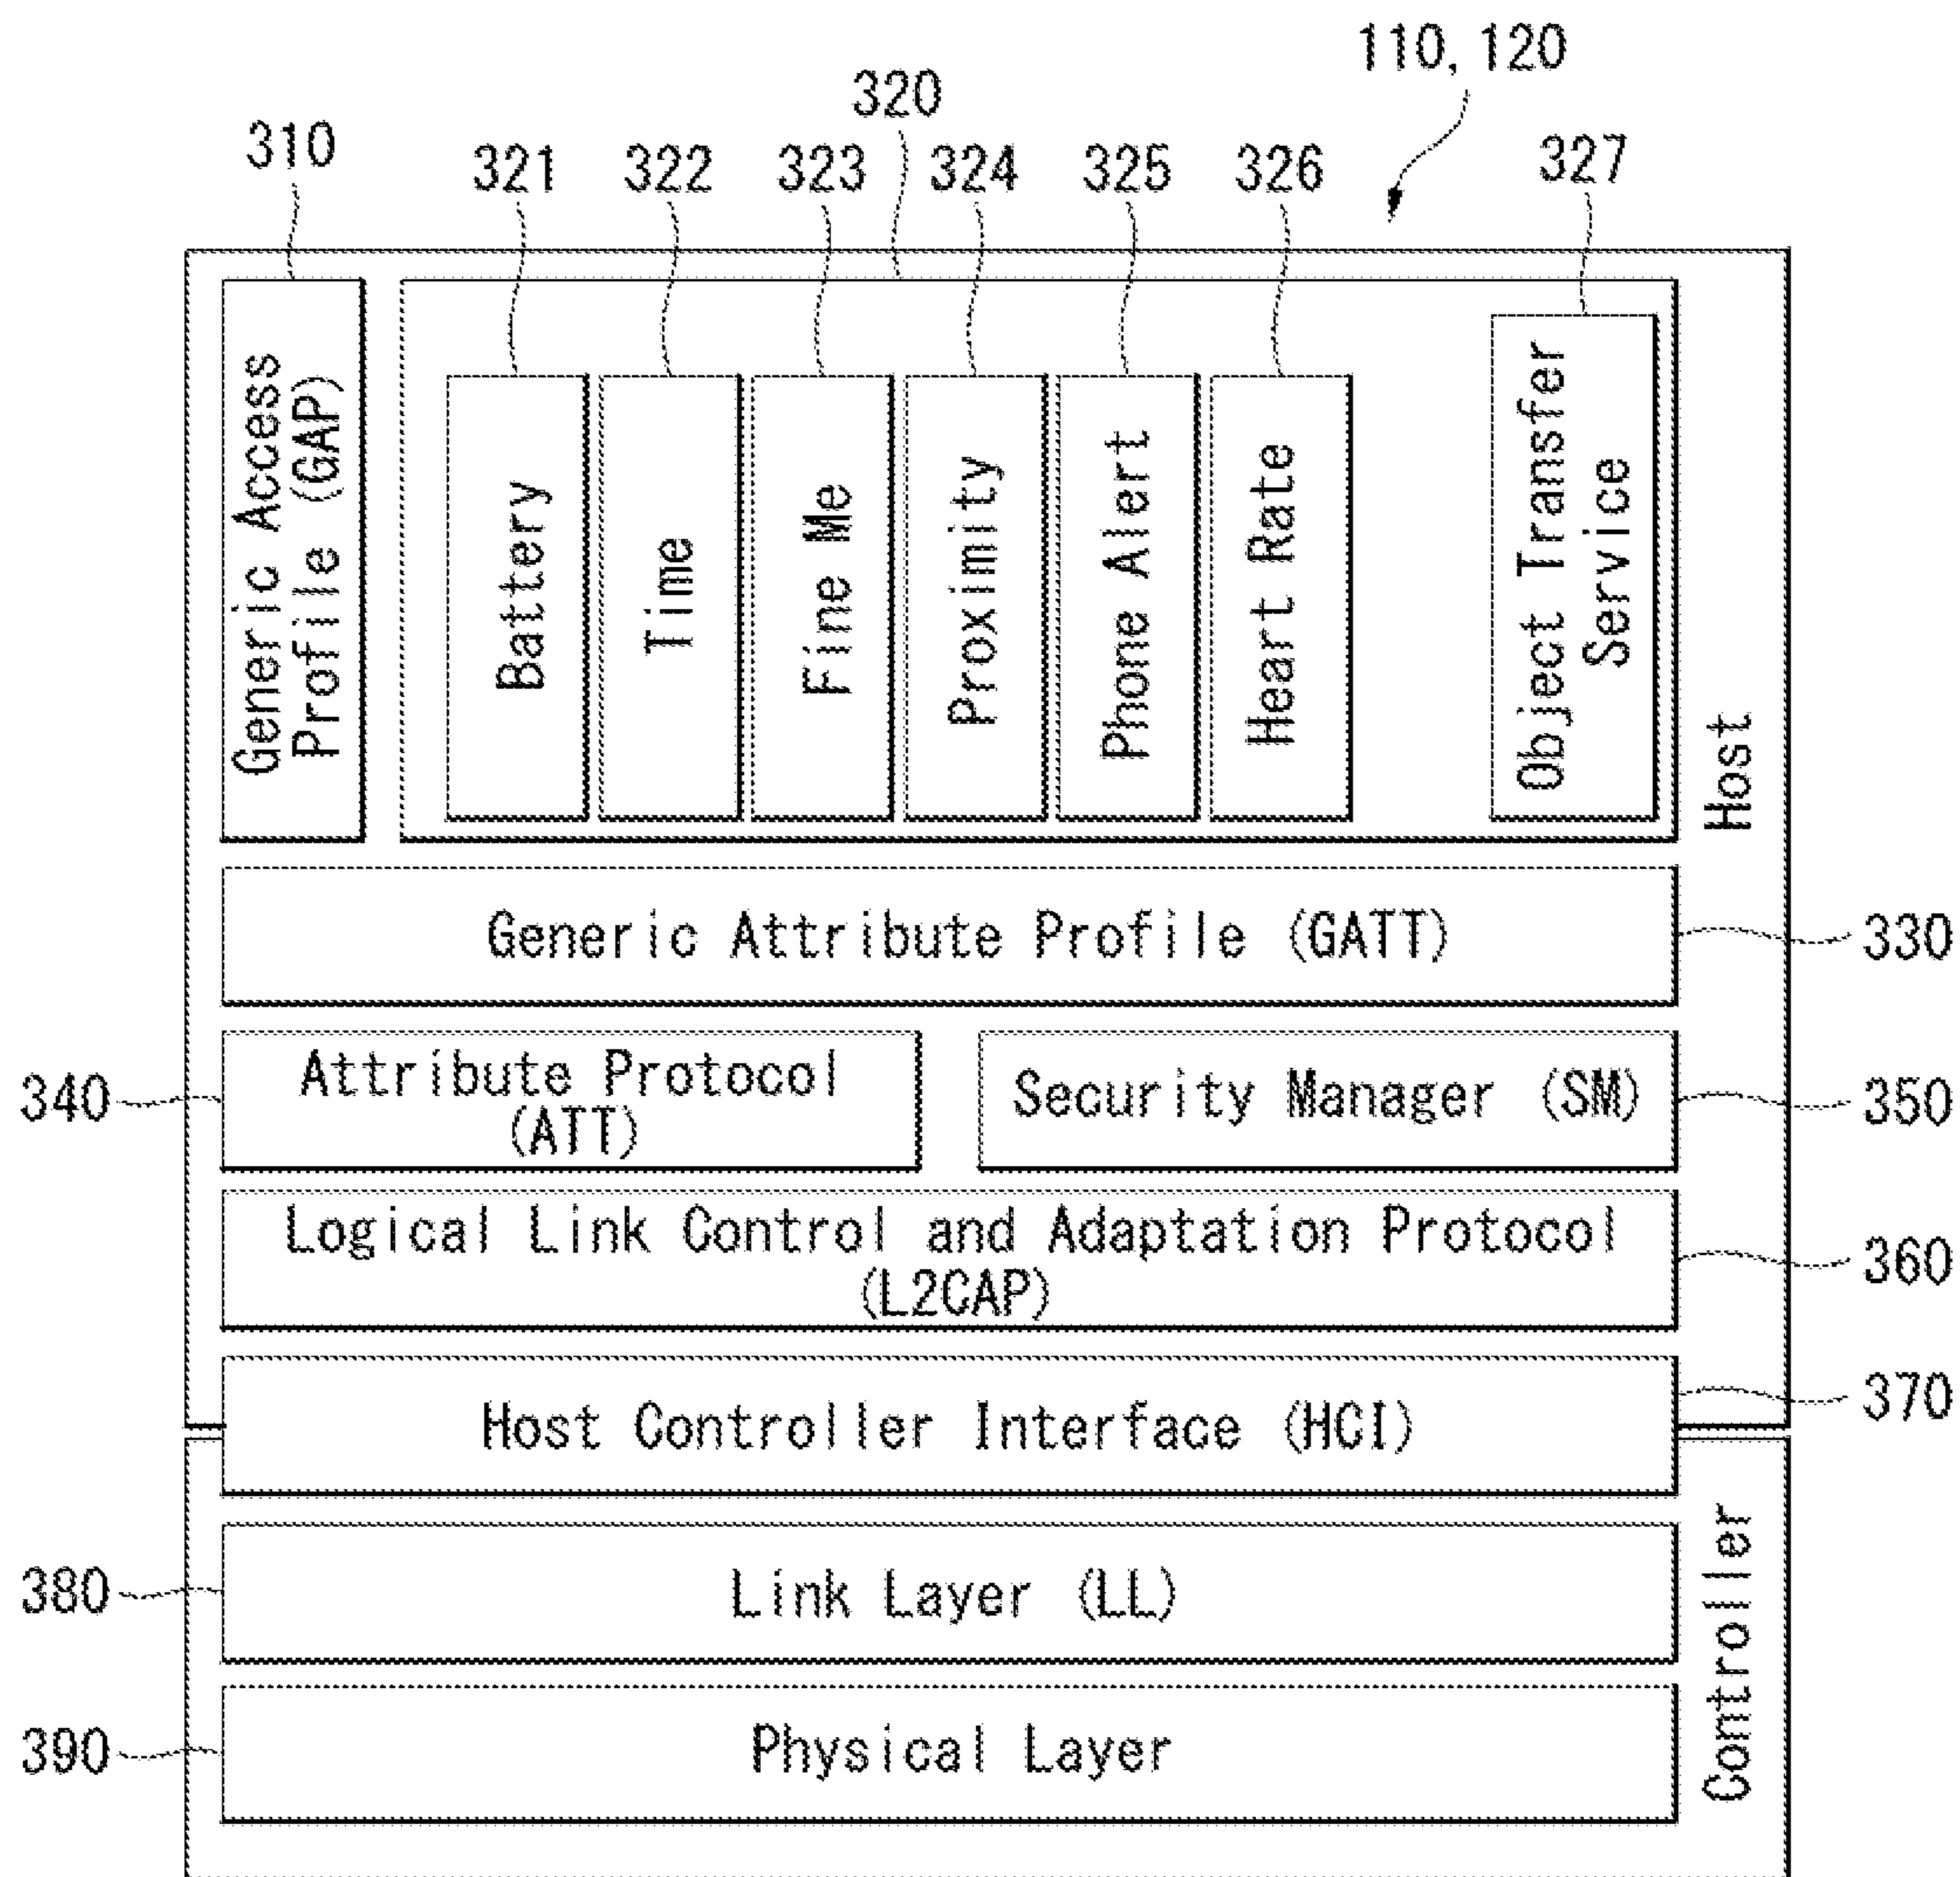 110, 120
320
310
321
322
323
324
325
326
327
Generic Access
Profile (GAP)
Battery
Time
Fine Me
Proximity
Phone Alert
Heart Rate
Object Transfer
Service
Host
Generic Attribute Profile (GATT)
330
340
Attribute Protocol
(ATT)
Security Manager (SM)
350
Logical Link Control and Adaptation Protocol
(L2CAP)
360
Host Controller Interface (HCI)
370
380
Link Layer (LL)
Controller
390
Physical Layer